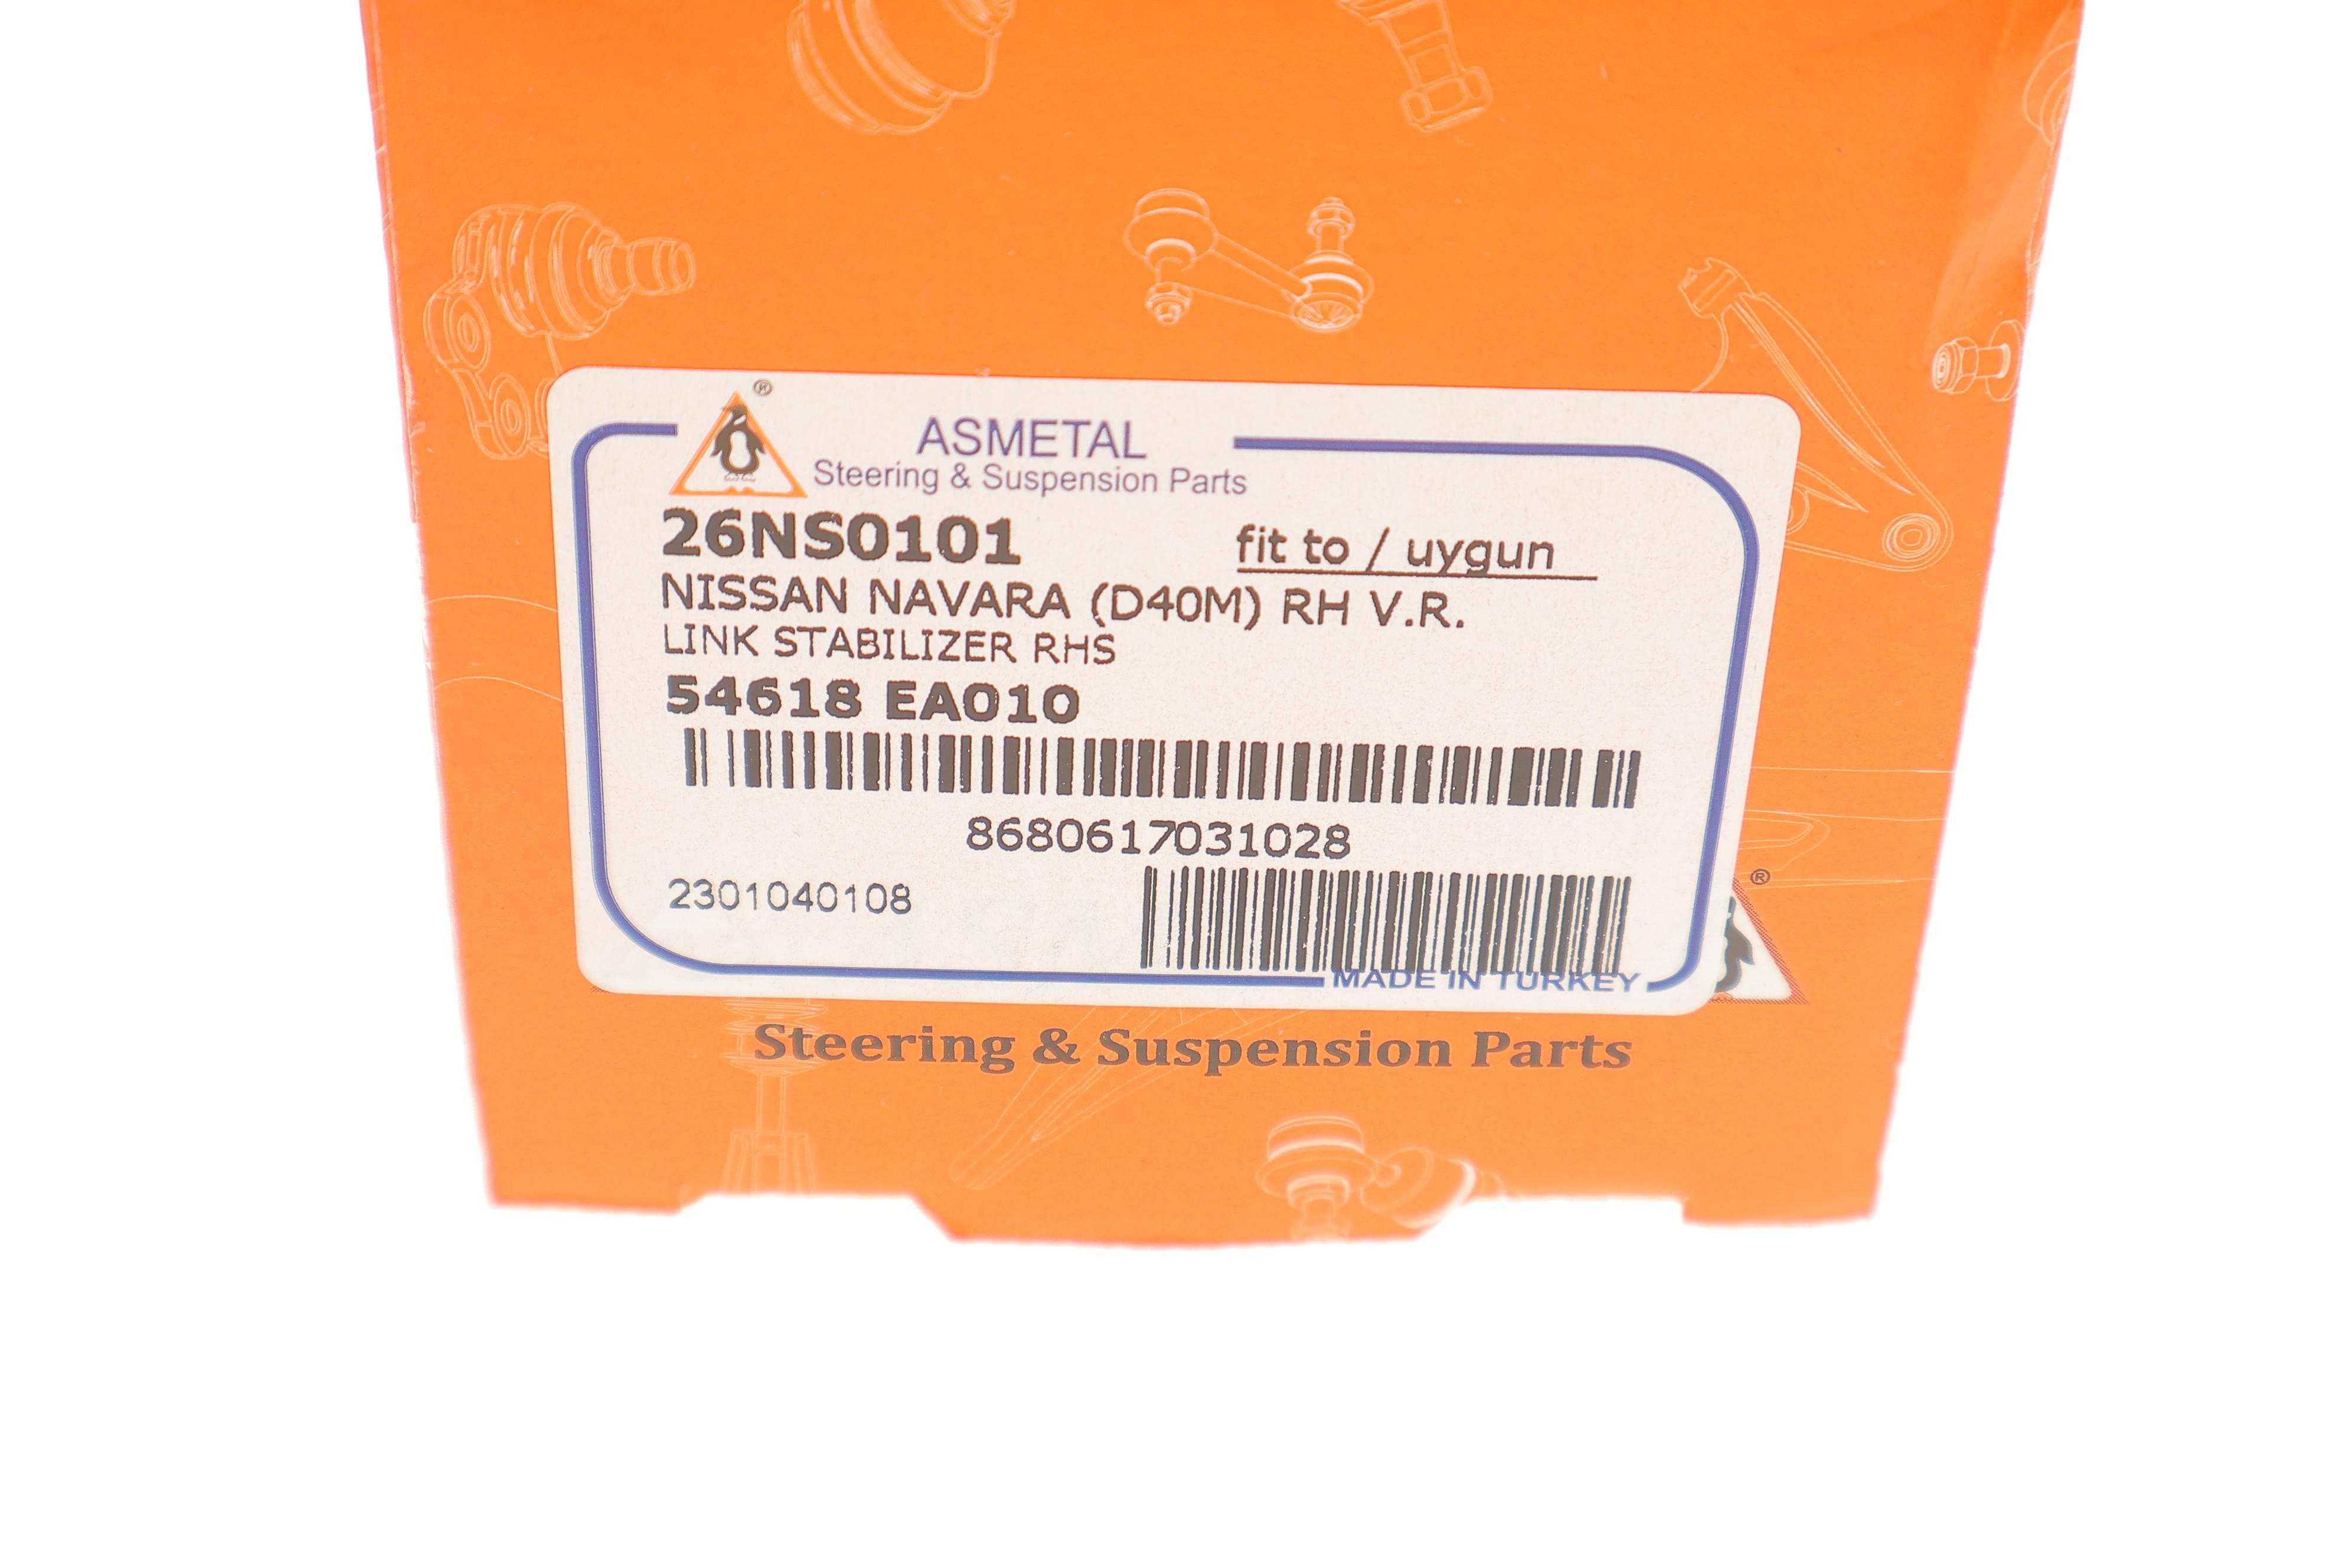 ®
ASMETAL
Steering & Suspension Parts
26NS0101
fit to / uygun
NISSAN NAVARA (D40M) RH V.R.
LINK STABILIZER RHS
54618 EA010
8680617031028
2301040108
MADE IN TURKEY
®
Steering & Suspension Parts